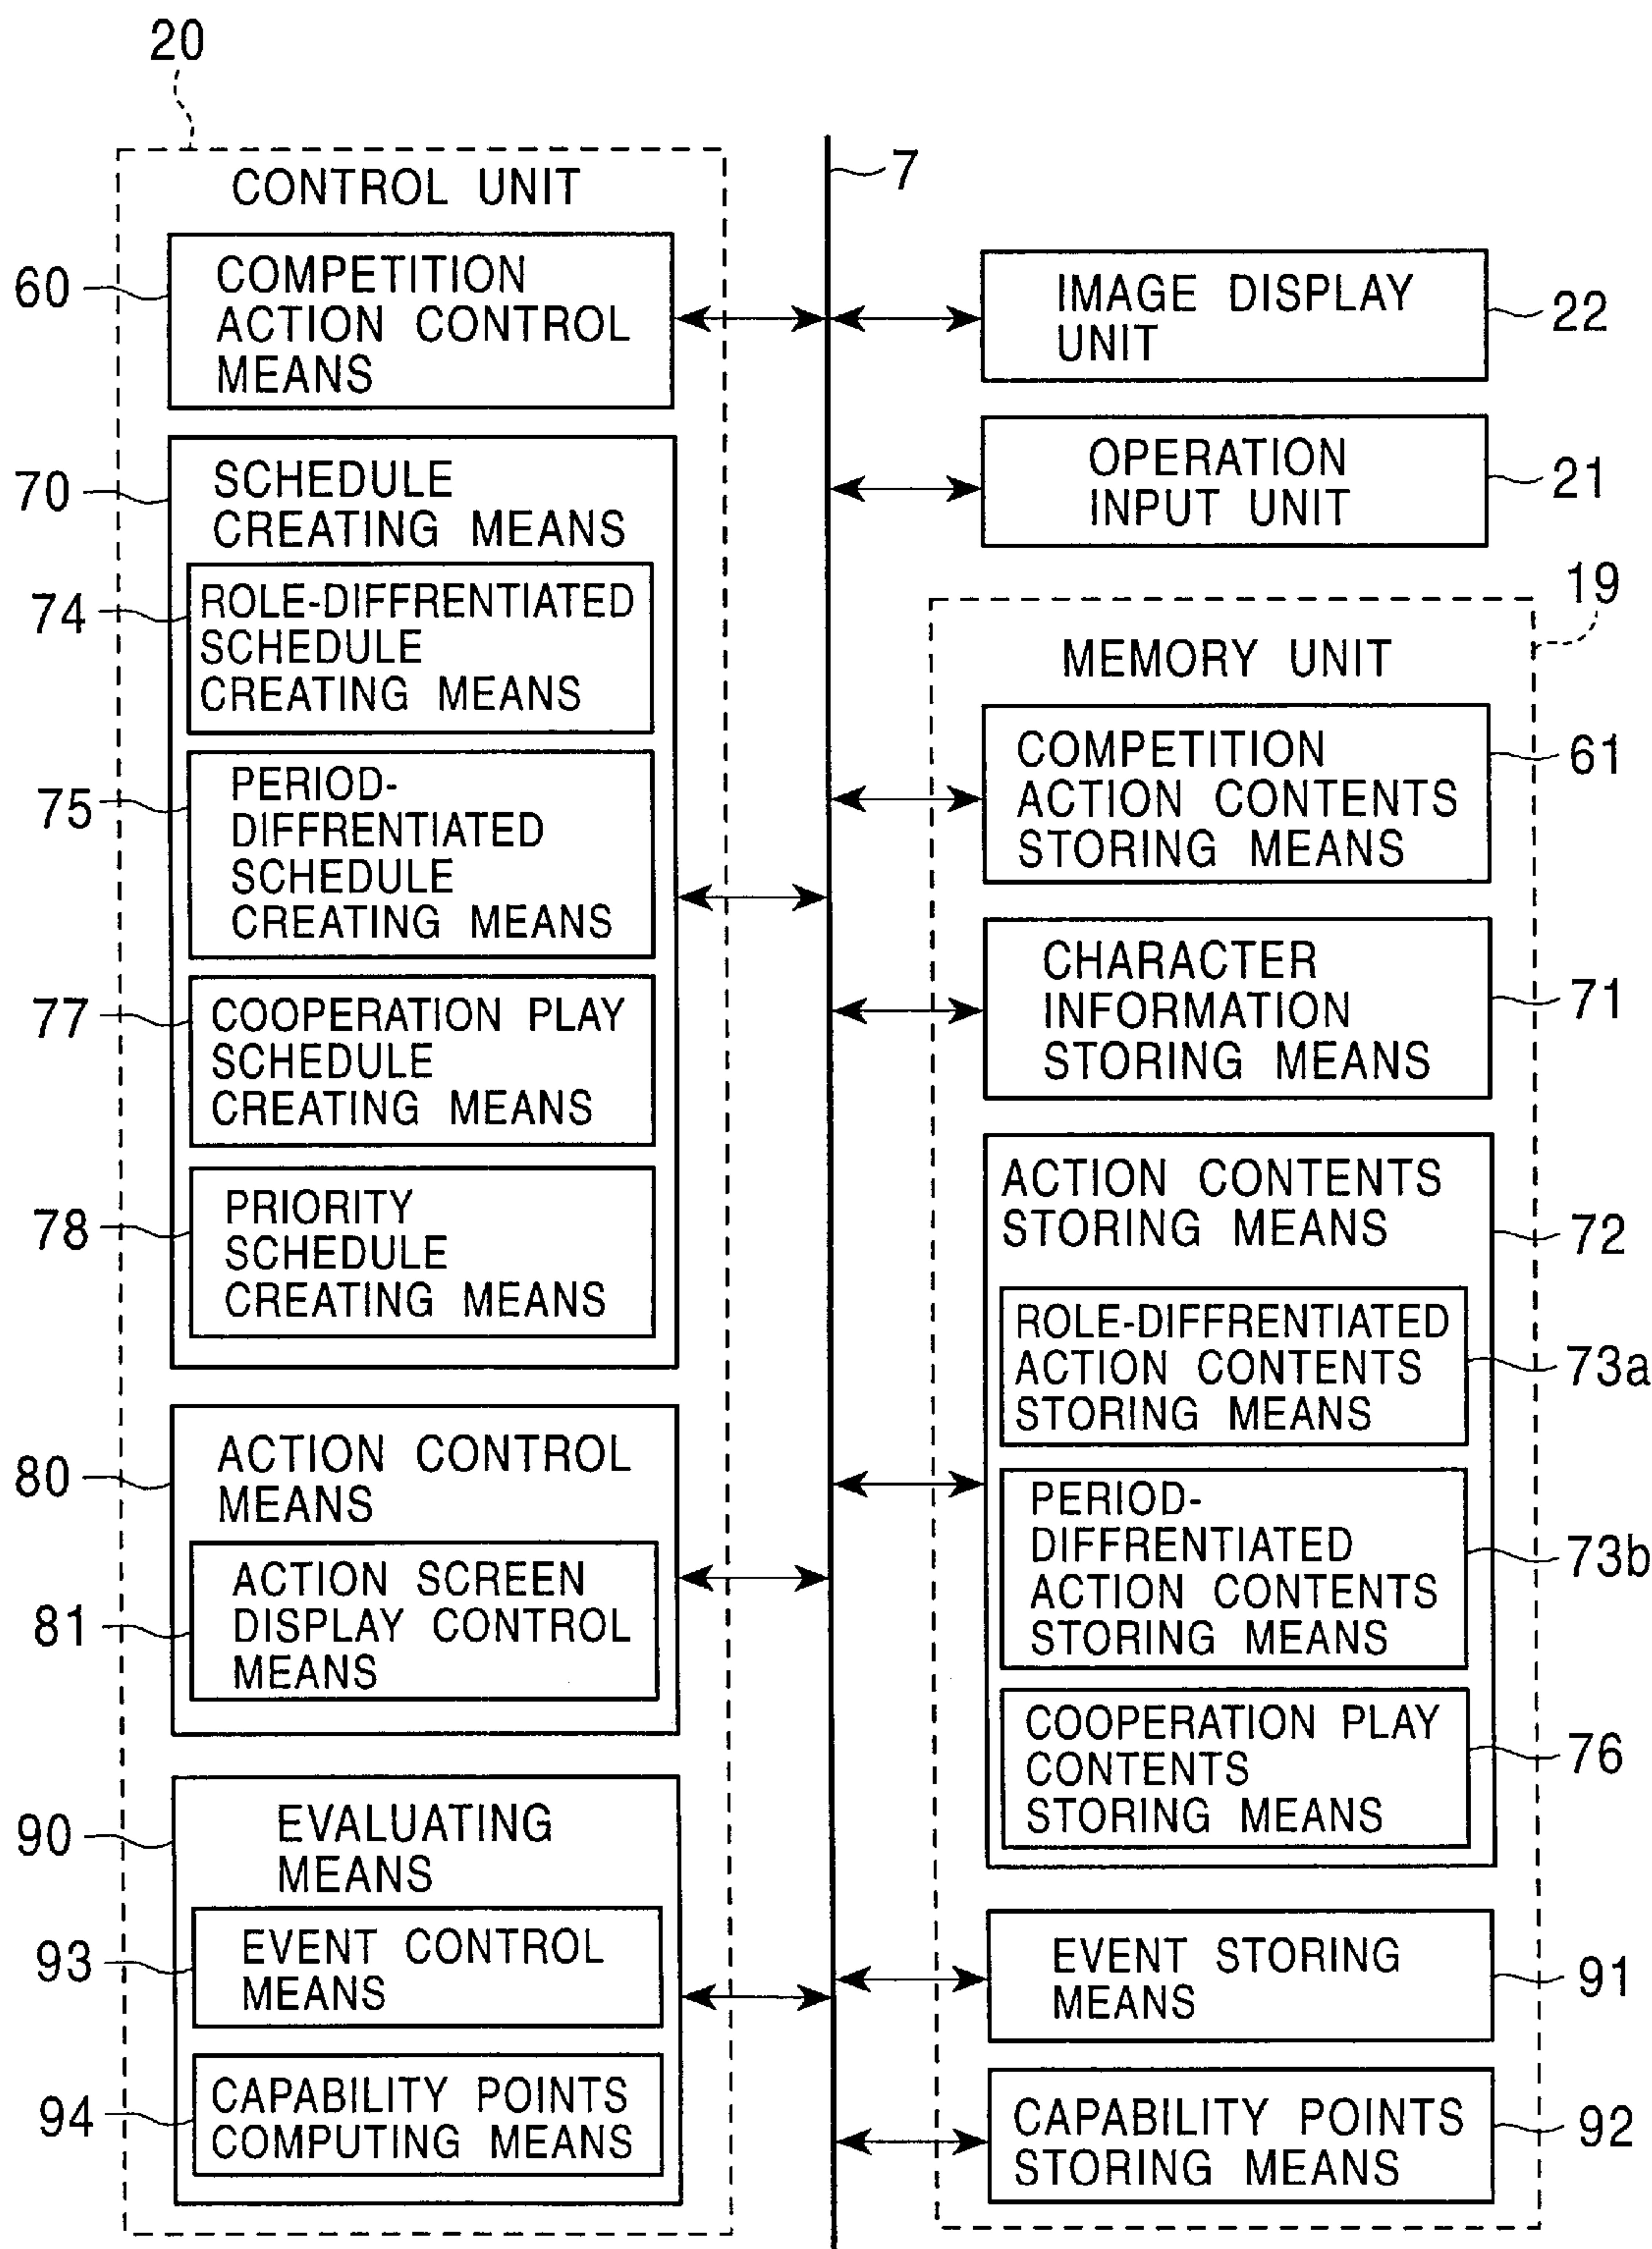 20
CONTROL UNIT
60
COMPETITION
ACTION CONTROL
MEANS
70
SCHEDULE
CREATING MEANS
74
ROLE-DIFFRENTIATED
SCHEDULE
CREATING MEANS
75
PERIOD-
DIFFRENTIATED
SCHEDULE
CREATING MEANS
77
COOPERATION PLAY
SCHEDULE
CREATING MEANS
78
PRIORITY
SCHEDULE
CREATING MEANS
80
ACTION CONTROL
MEANS
81
ACTION SCREEN
DISPLAY CONTROL
MEANS
90
EVALUATING
MEANS
93
EVENT CONTROL
MEANS
94
CAPABILITY POINTS
COMPUTING MEANS
7
IMAGE DISPLAY
UNIT
22
OPERATION
INPUT UNIT
21
19
MEMORY UNIT
COMPETITION
ACTION CONTENTS
STORING MEANS
61
CHARACTER
INFORMATION
STORING MEANS
71
ACTION CONTENTS
STORING MEANS
72
ROLE-DIFFRENTIATED
ACTION CONTENTS
STORING MEANS
73a
PERIOD-
DIFFRENTIATED
ACTION CONTENTS
STORING MEANS
73b
COOPERATION PLAY
CONTENTS
STORING MEANS
76
EVENT STORING
MEANS
91
CAPABILITY POINTS
STORING MEANS
92